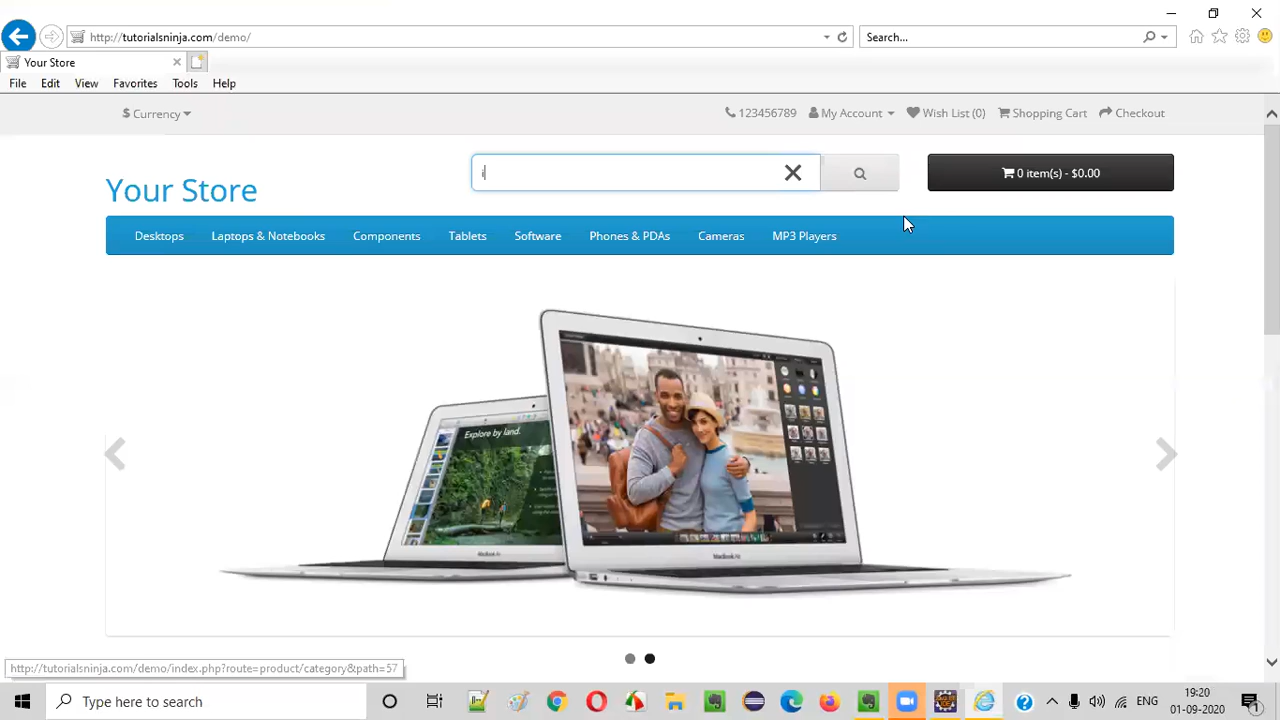 http://tutorialsninja.com/demo/
Search...
Your Store
File Edit View Favorites Tools Help
$ Currency
123456789 My Account Wish List (0) Shopping Cart Checkout
i
0 item(s) - $0.00
Your Store
Desktops Laptops & Notebooks Components Tablets Software Phones & PDAs Cameras MP3 Players
Explore by land.
MacBook Air
http://tutorialsninja.com/demo/index.php?route=product/category&path=57
Type here to search
ENG
19:20
01-09-2020